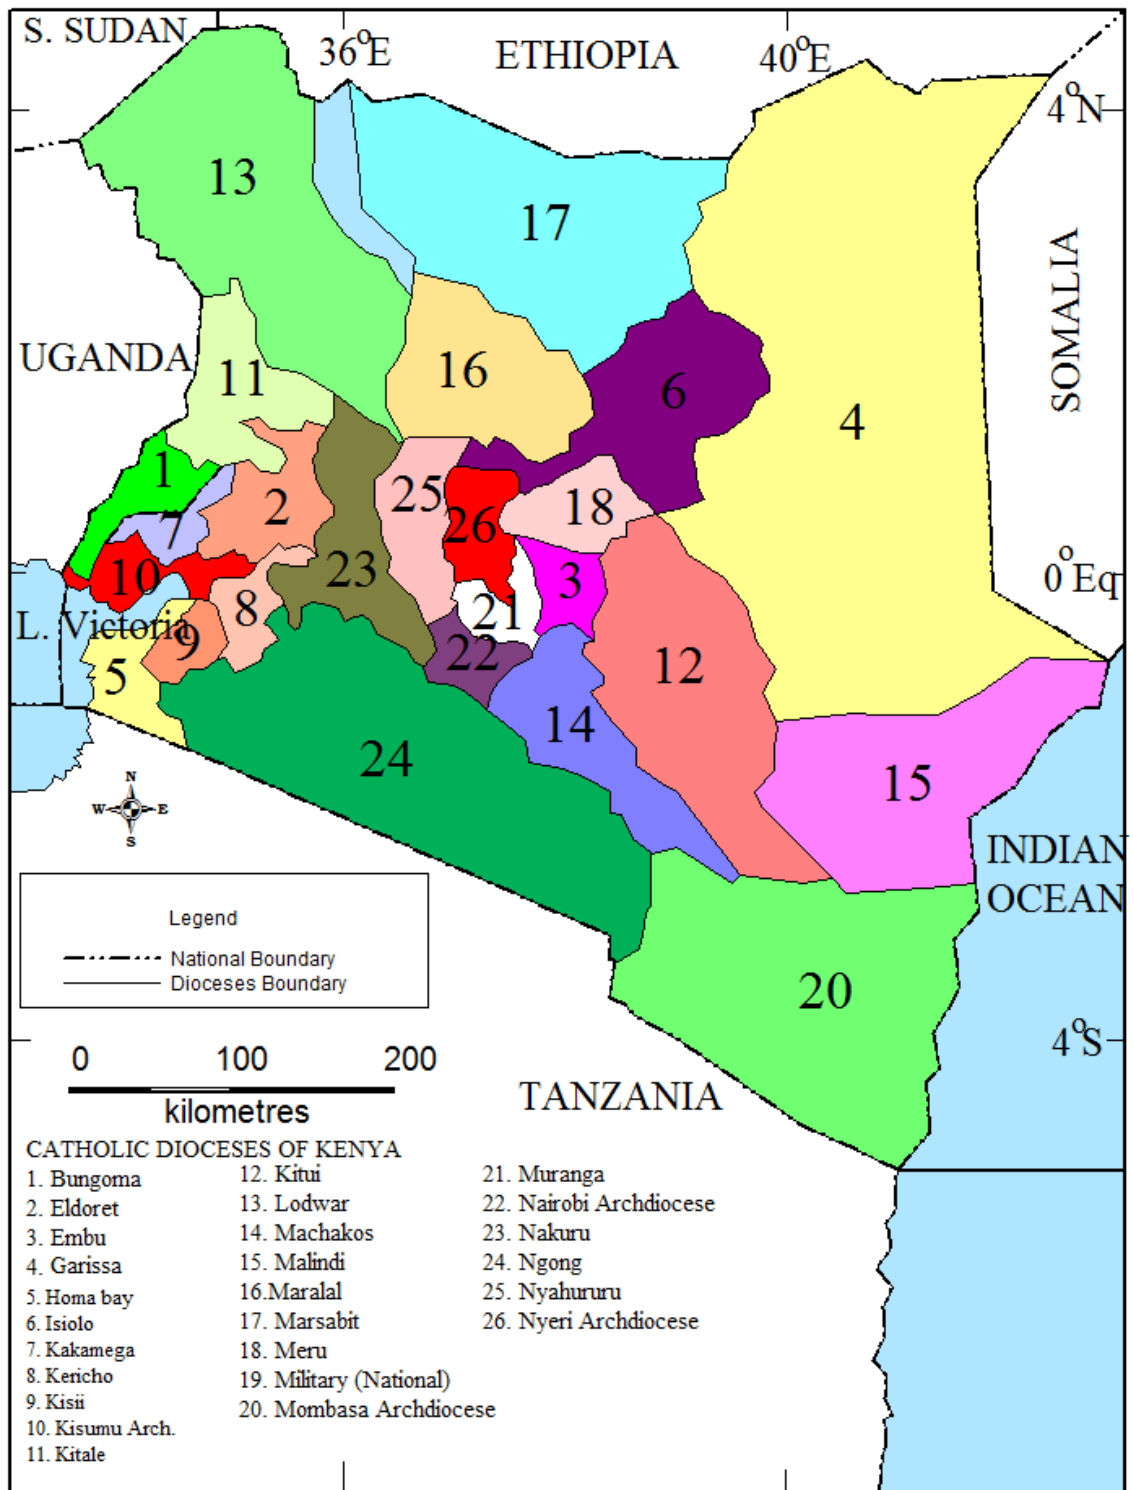 S. SUDAN
36°E
ETHIOPIA
40°E
4°N
13
17
SOMALIA
UGANDA
11
16
6
4
1
25
2
26
18
7
23
10
3
0°Eq
8
21
L. Victoria
9
22
5
12
14
24
15
N
W E
S
INDIAN
OCEAN
Legend
National Boundary
Dioceses Boundary
20
4°S
0 100 200
kilometres
TANZANIA
CATHOLIC DIOCESES OF KENYA
1. Bungoma
2. Eldoret
3. Embu
4. Garissa
5. Homa bay
6. Isiolo
7. Kakamega
8. Kericho
9. Kisii
10. Kisumu Arch.
11. Kitale
12. Kitui
13. Lodwar
14. Machakos
15. Malindi
16.Maralal
17. Marsabit
18. Meru
19. Military (National)
20. Mombasa Archdiocese
21. Muranga
22. Nairobi Archdiocese
23. Nakuru
24. Ngong
25. Nyahururu
26. Nyeri Archdiocese